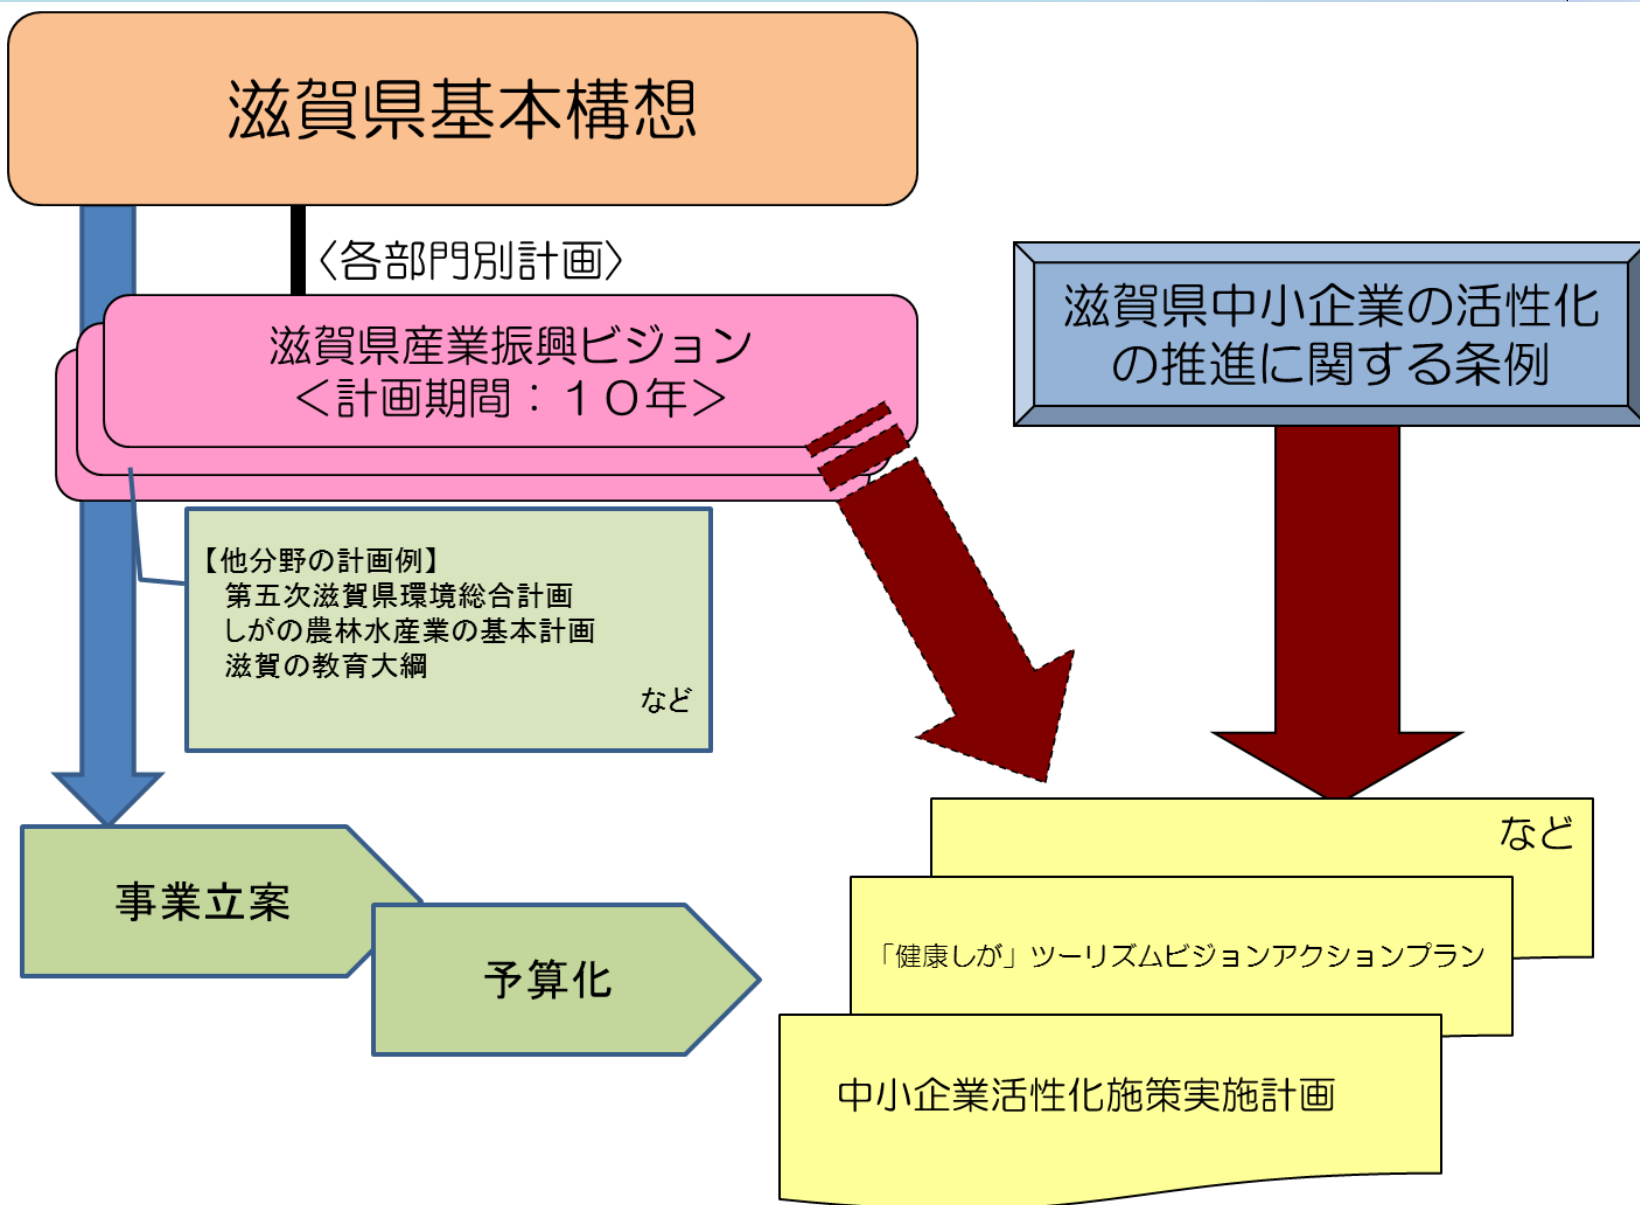 滋賀県基本構想
〈各部門別計画〉
滋賀県産業振興ビジョン
＜計画期間：１０年＞
滋賀県中小企業の活性化
の推進に関する条例
【他分野の計画例】
第五次滋賀県環境総合計画
しがの農林水産業の基本計画
滋賀の教育大綱
など
事業立案
予算化
など
「健康しが」ツーリズムビジョンアクションプラン
中小企業活性化施策実施計画